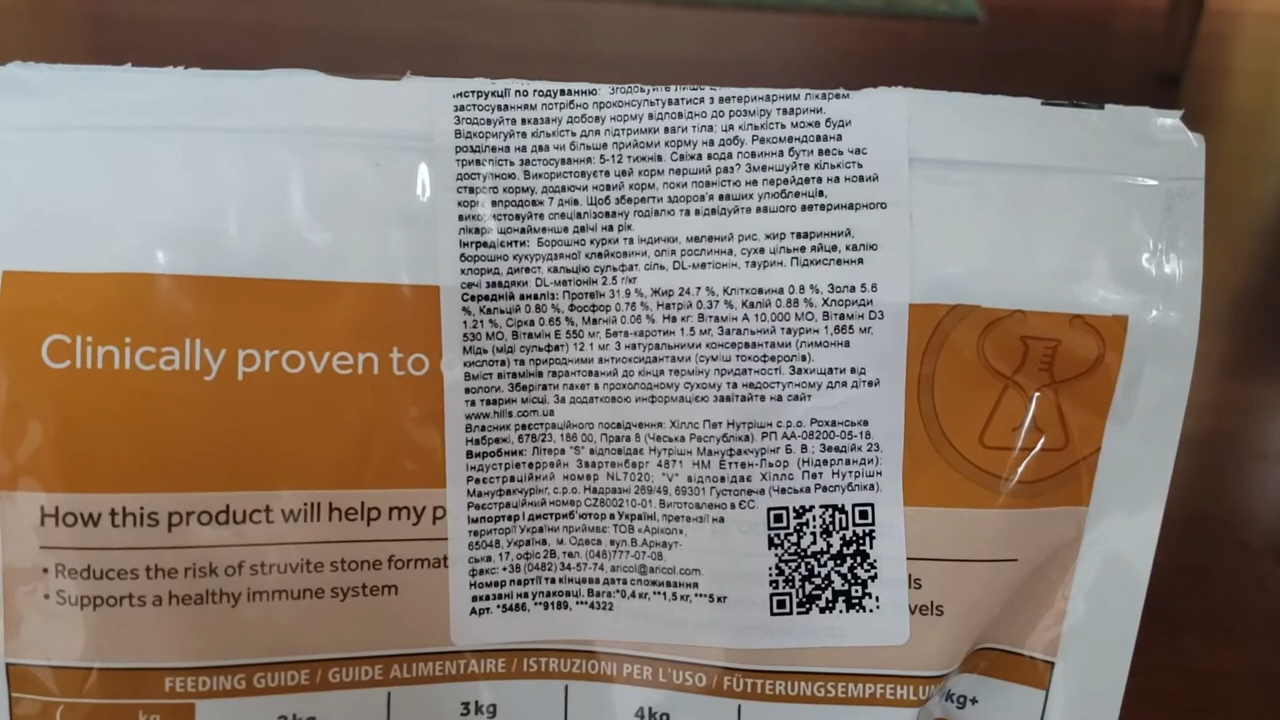 Інструкції по годуванню: Згодовуйте лише
застосуванням потрібно проконсультуватися з ветеринарним лікарем.
Згодовуйте вказану добову норму відповідно до розміру тварини.
Відкоригуйте кількість для підтримки ваги тіла; ця кількість може бути
розділена на два чи більше прийоми корму на добу. Рекомендована
тривалість застосування: 5-12 тижнів. Свіжа вода повинна бути весь час
доступною. Використовуєте цей корм перший раз? Зменшуйте кількість
старого корму, додаючи новий корм, поки повністю не перейдете на новий
корм впродовж 7 днів. Щоб зберегти здоров'я ваших улюбленців,
використовуйте спеціалізовану годівлю та відвідуйте вашого ветеринарного
лікаря щонайменше двічі на рік.
Інгредієнти: Борошно курки та індички, мелений рис, жир тваринний,
борошно кукурудзяної клейковини, олія рослинна, сухе цільне яйце, калію
хлорид, дигест, кальцію сульфат, сіль, DL-метіонін, таурин. Підкислення
сечі завдяки: DL-метіонін 2.5 г/кг
Середній аналіз: Протеїн 31.9 %, Жир 24.7 %, Клітковина 0.8 %, Зола 5.6
%, Кальцій 0.80 %, Фосфор 0.76 %, Натрій 0.37 %, Калій 0.88 %, Хлориди
1.21 %, Сірка 0.65 %, Магній 0.06 %. На кг: Вітамін А 10,000 МО, Вітамін D3
530 МО, Вітамін Е 550 мг, Бета-каротин 1.5 мг, Загальний таурин 1,665 мг,
Мідь (міді сульфат) 12.1 мг. З натуральними консервантами (лимонна
кислота) та природними антиоксидантами (суміш токоферолів).
Вміст вітамінів гарантований до кінця терміну придатності. Захищати від
вологи. Зберігати пакет в прохолодному сухому та недоступному для дітей
та тварин місці. За додатковою информацією завітайте на сайт
www.hills.com.ua
Власник реєстраційного посвідчення: Хіллс Пет Нутрішн с.р.о. Роханське
Набрежі, 678/23, 186 00, Прага 8 (Чеська Республіка). РП АА-08200-05-18.
Виробник: Літера "S" відповідає Нутрішн Мануфакчурінг Б. В.; Зведійк 23,
Індустрієтеррейн Звартенберг 4871 НМ Еттен-Льор (Нідерланди);
Реєстраційний номер NL7020; "V" відповідає Хіллс Пет Нутрішн
Мануфакчурінг, с.р.о. Надразні 269/49, 69301 Густопече (Чеська Республіка).
Реєстраційний номер CZ800210-01. Виготовлено в ЄС.
Імпортер і дистриб'ютор в Україні, претензії на
території України приймає: ТОВ «Арікол»,
65048, Україна, м. Одеса, вул.В.Арнаут-
ська, 17, офіс 2В, тел. (048)777-07-08,
факс: +38 (0482) 34-57-74, aricol@aricol.com.
Номер партії та кінцева дата споживання
вказані на упаковці. Вага:*0,4 кг, **1,5 кг, ***5 кг
Арт. *5486, **9189, ***4322
Clinically proven to
How this product will help my p
• Reduces the risk of struvite stone format
• Supports a healthy immune system
ls
vels
FEEDING GUIDE / GUIDE ALIMENTAIRE / ISTRUZIONI PER L'USO / FÜTTERUNGSEMPFEHLU
kg
3kg
4kg
kg+